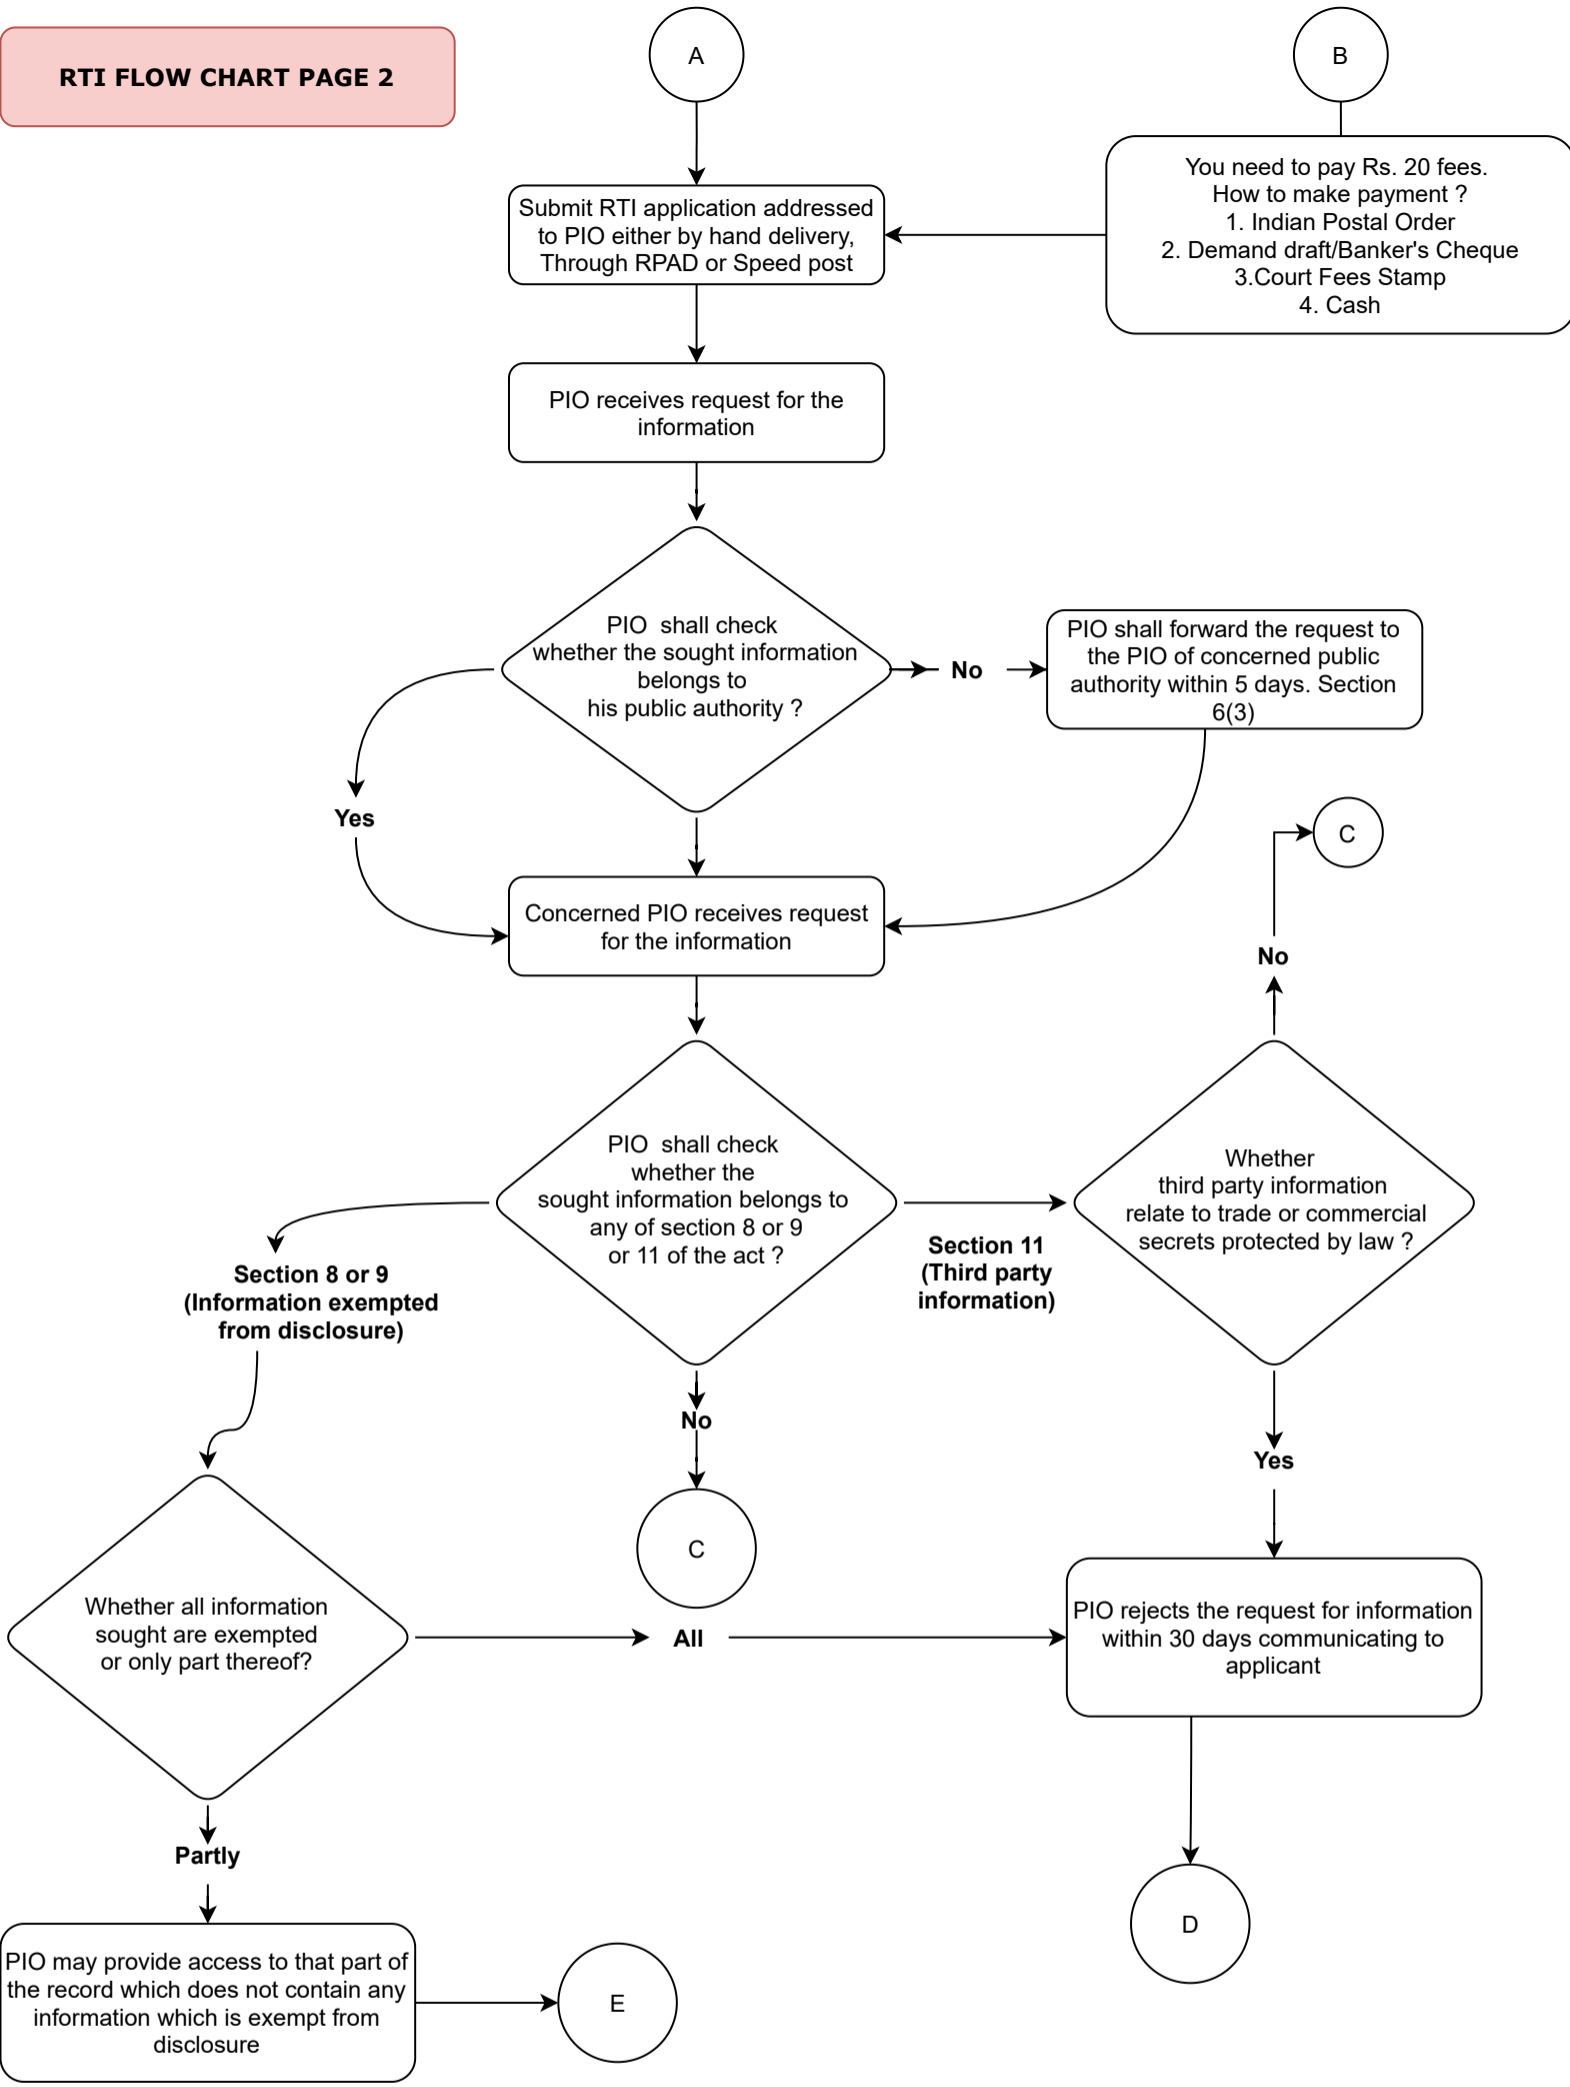 RTI FLOW CHART PAGE 2
A
B
You need to pay Rs. 20 fees.
How to make payment ?
1. Indian Postal Order
2. Demand draft/Banker's Cheque
3.Court Fees Stamp
4. Cash
Submit RTI application addressed
to PIO either by hand delivery,
Through RPAD or Speed post
PIO receives request for the
information
PIO shall check
whether the sought information
belongs to
his public authority ?
No
PIO shall forward the request to
the PIO of concerned public
authority within 5 days. Section
6(3)
Yes
C
Concerned PIO receives request
for the information
No
PIO shall check
whether the
sought information belongs to
any of section 8 or 9
or 11 of the act ?
Whether
third party information
relate to trade or commercial
secrets protected by law ?
Section 11
(Third party
information)
Section 8 or 9
(Information exempted
from disclosure)
No
Yes
C
Whether all information
sought are exempted
or only part thereof?
All
PIO rejects the request for information
within 30 days communicating to
applicant
Partly
D
PIO may provide access to that part of
the record which does not contain any
information which is exempt from
disclosure
E